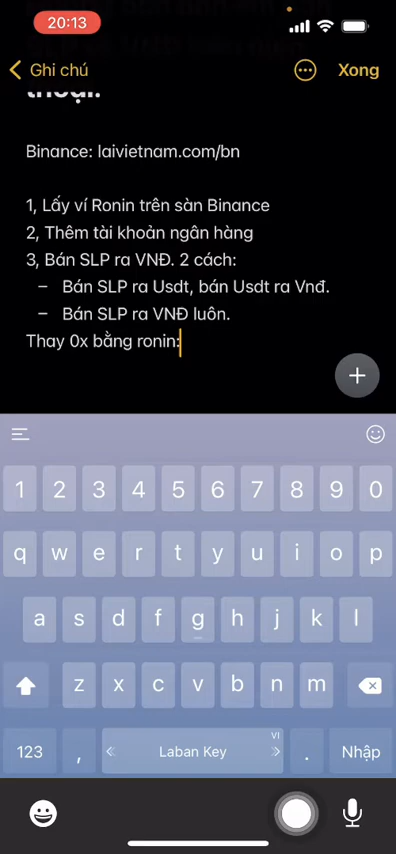 20:13
Ghi chú
Xong
thoại.
Binance: laivietnam.com/bn
1, Lấy ví Ronin trên sàn Binance
2, Thêm tài khoản ngân hàng
3, Bán SLP ra VNĐ. 2 cách:
– Bán SLP ra Usdt, bán Usdt ra Vnđ.
– Bán SLP ra VNĐ luôn.
Thay 0x bằng ronin:
1 2 3 4 5 6 7 8 9 0
q w e r t y u i o p
a s d f g h j k l
z x c v b n m
VI
123 , Laban Key . Nhập